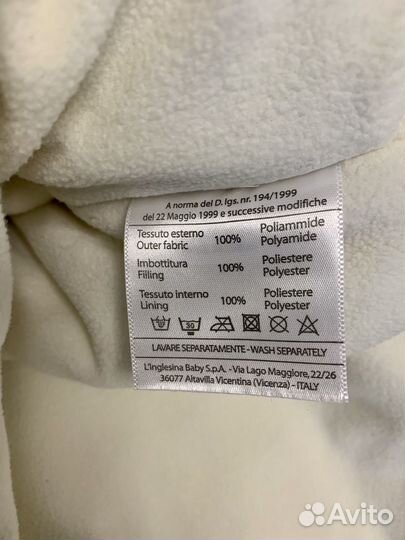 A norma del D. lgs. nr. 194/1999
del 22 Maggio 1999 e successive modifiche
Tessuto esterno 100% Poliammide
Outer fabric Polyamide
Imbottitura 100% Poliestere
Filling Polyester
Tessuto interno 100% Poliestere
Lining Polyester
30
LAVARE SEPARATAMENTE - WASH SEPARATELY
L'Inglesina Baby S.p.A. - Via Lago Maggiore, 22/26
36077 Altavilla Vicentina (Vicenza) - ITALY
Avito